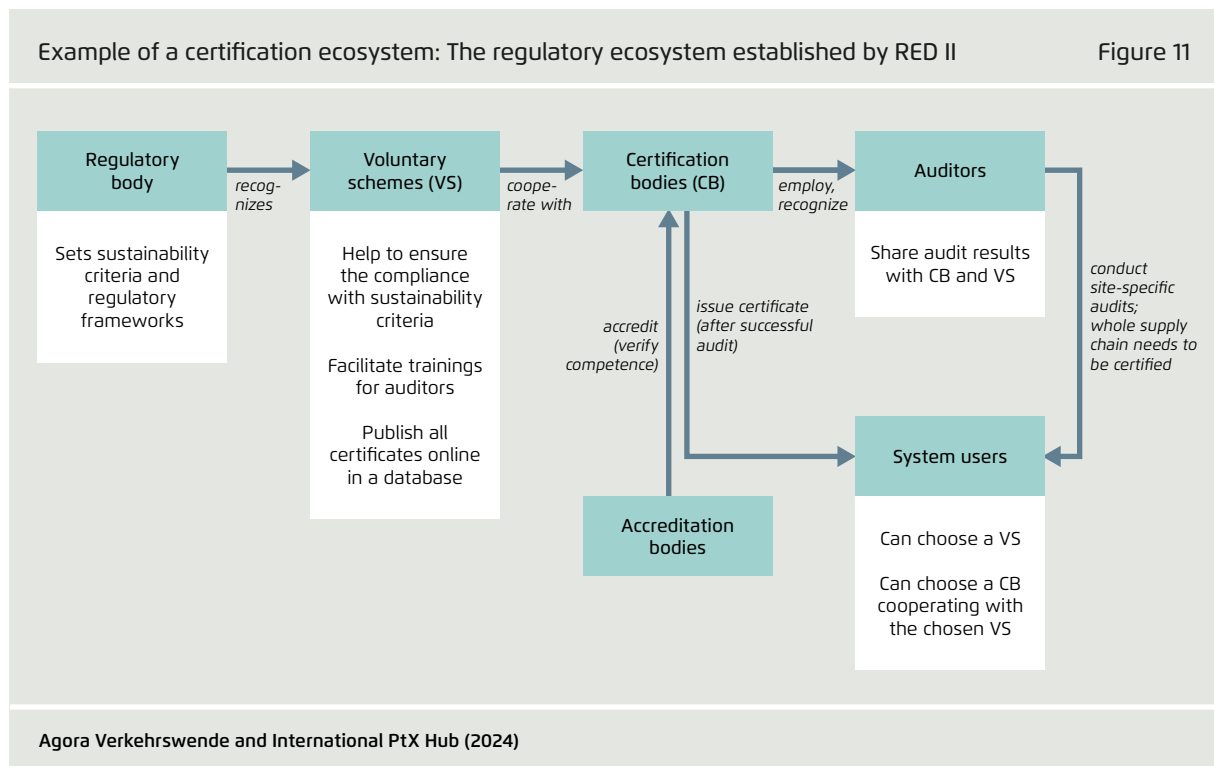 Example of a certification ecosystem: The regulatory ecosystem established by RED II
Figure 11
Regulatory
body
Sets sustainability
criteria and
regulatory
frameworks
recog-
nizes
Voluntary
schemes (VS)
Help to ensure
the compliance
with sustainability
criteria
Facilitate trainings
for auditors
Publish all
certificates online
in a database
coope-
rate with
Certification
bodies (CB)
accredit
(verify
competence)
issue certificate
(after successful
audit)
Accreditation
bodies
employ,
recognize
Auditors
Share audit results
with CB and VS
conduct
site-specific
audits;
whole supply
chain needs to
be certified
System users
Can choose a VS
Can choose a CB
cooperating with
the chosen VS
Agora Verkehrswende and International PtX Hub (2024)